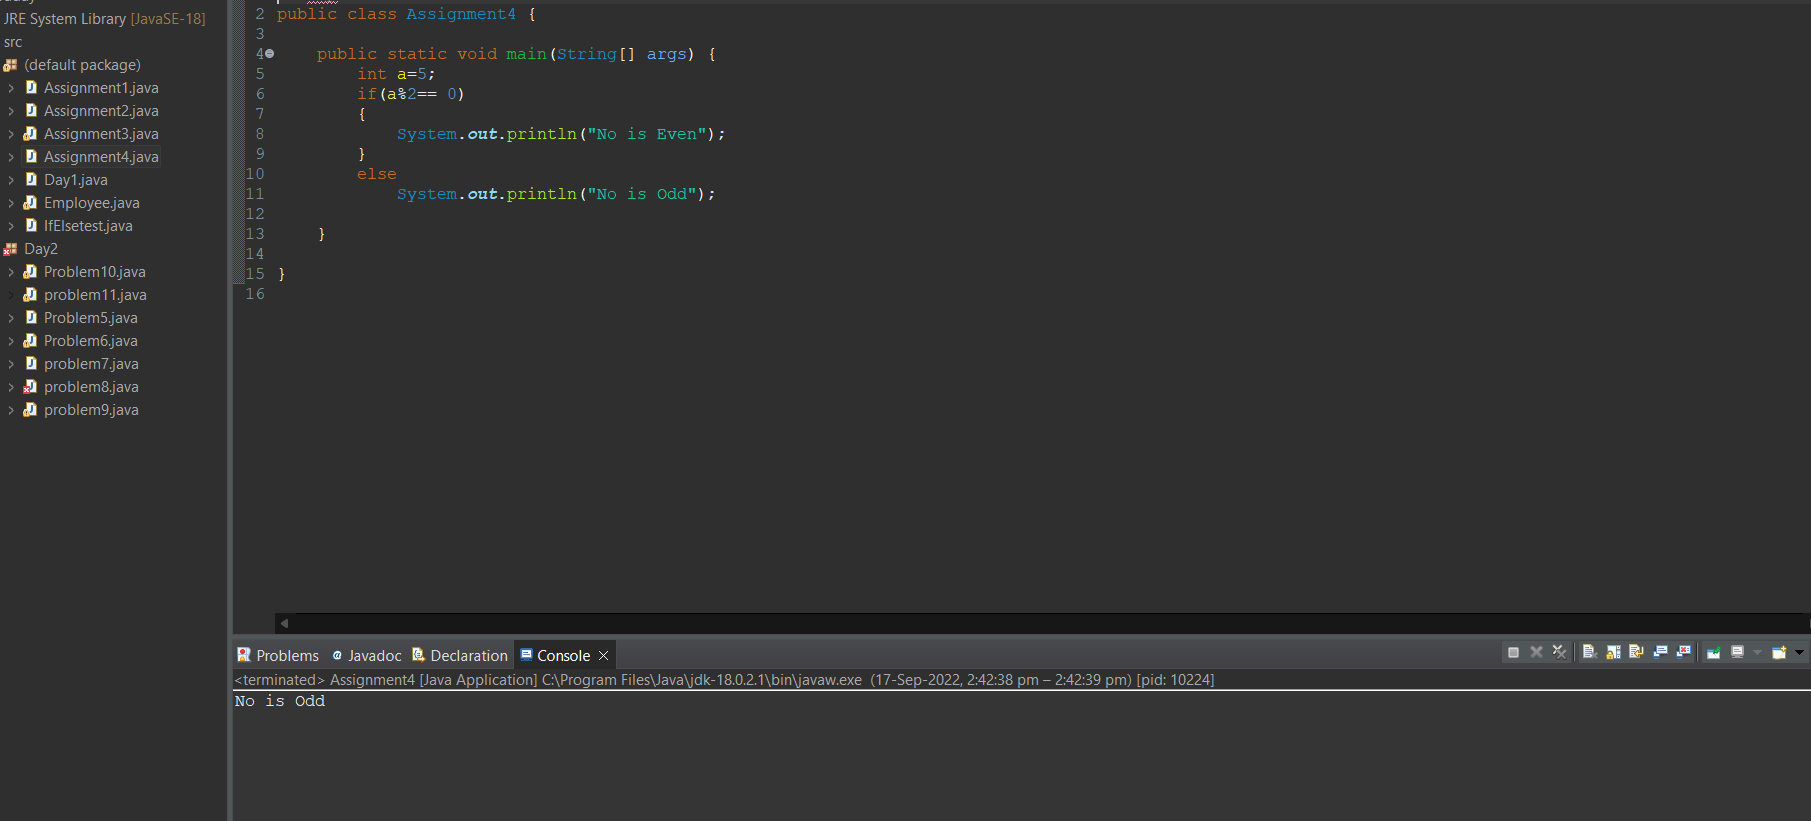 JRE System Library [JavaSE-18]
src
(default package)
Assignment1.java
Assignment2.java
Assignment3.java
Assignment4.java
Day1.java
Employee.java
IfElsetest.java
Day2
Problem10.java
problem11.java
Problem5.java
Problem6.java
problem7.java
problem8.java
problem9.java
2 public class Assignment4 {
3
4 public static void main(String[] args) {
5 int a=5;
6 if(a%2== 0)
7 {
8 System.out.println("No is Even");
9 }
10 else
11 System.out.println("No is Odd");
12
13 }
14
15 }
16
Problems Javadoc Declaration Console
<terminated> Assignment4 [Java Application] C:\Program Files\Java\jdk-18.0.2.1\bin\javaw.exe (17-Sep-2022, 2:42:38 pm – 2:42:39 pm) [pid: 10224]
No is Odd